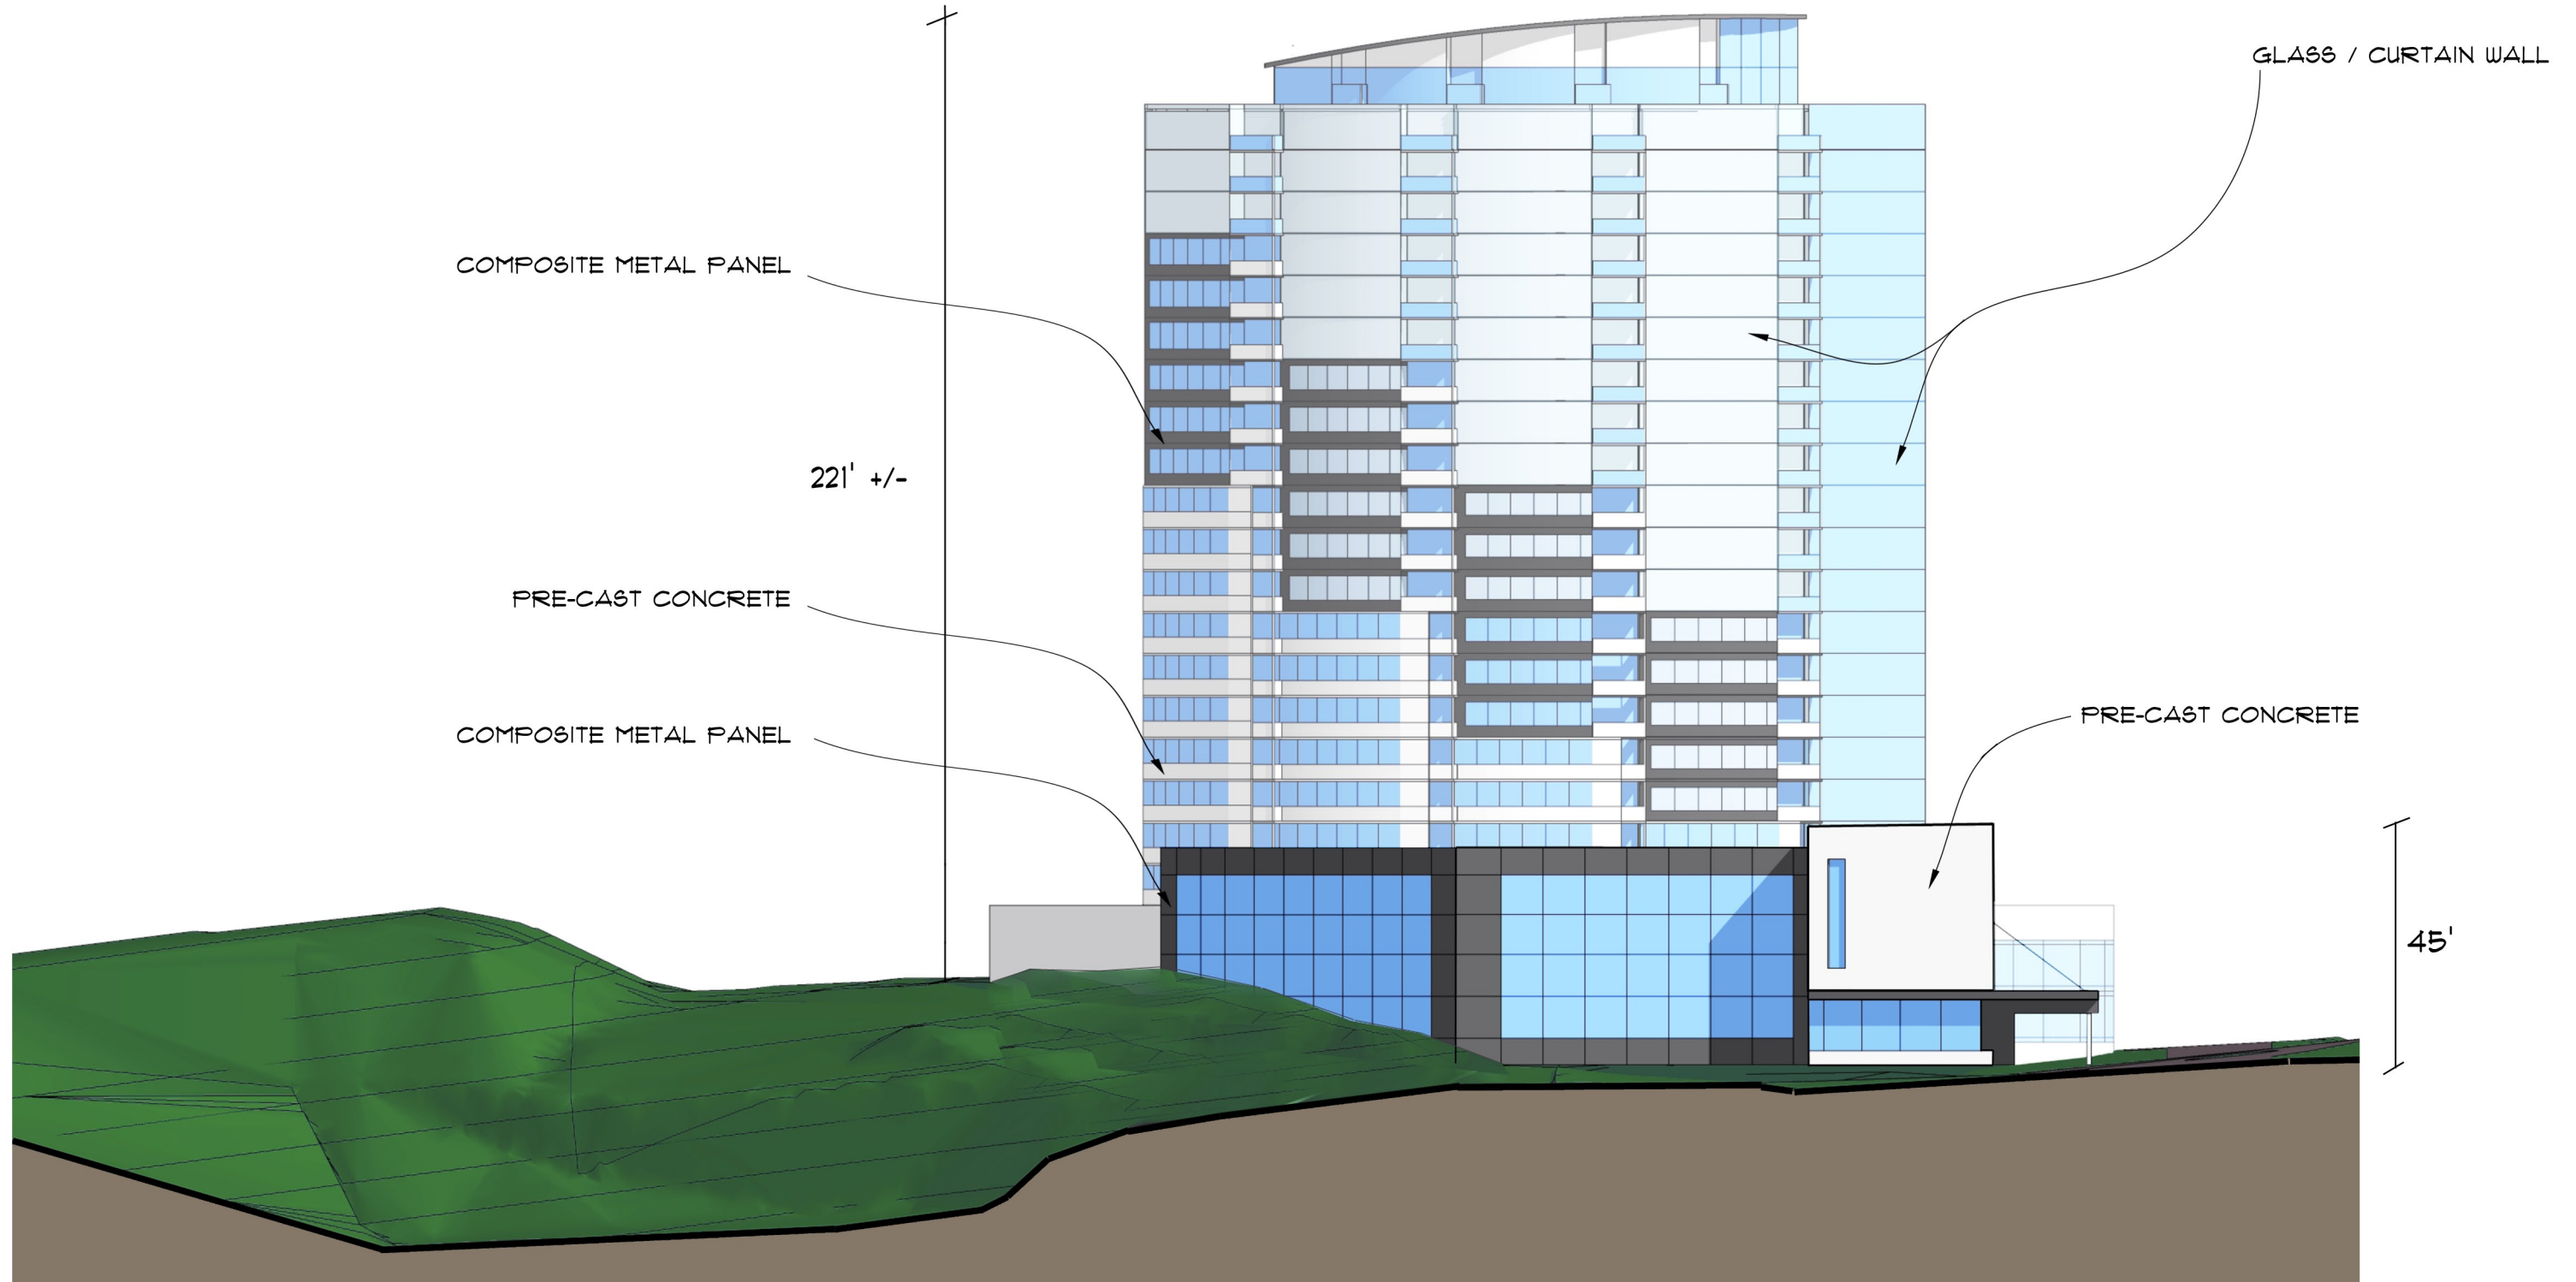 GLASS / CURTAIN WALL
COMPOSITE METAL PANEL
221' +/-
PRE-CAST CONCRETE
COMPOSITE METAL PANEL
PRE-CAST CONCRETE
45'